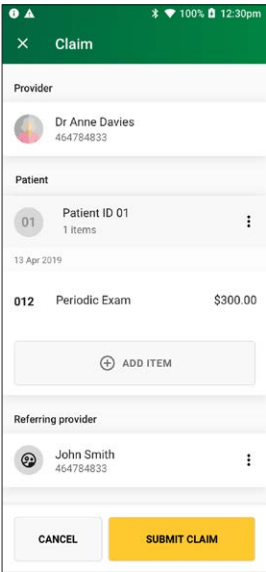 100% 12:30pm
Claim
Provider
Dr Anne Davies
464784833
Patient
01
Patient ID 01
1 items
13 Apr 2019
012 Periodic Exam $300.00
ADD ITEM
Referring provider
John Smith
464784833
CANCEL SUBMIT CLAIM